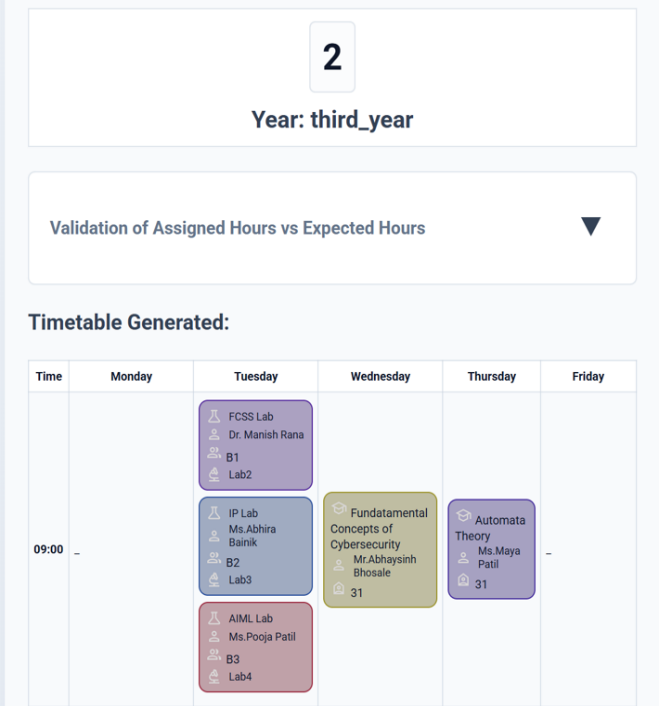 2
Year: third_year
Validation of Assigned Hours vs Expected Hours
Timetable Generated:
Time Monday Tuesday Wednesday Thursday Friday
09:00
–
FCSS Lab
Dr. Manish Rana
B1
Lab2
IP Lab
Ms.Abhira
Bainik
B2
Lab3
AIML Lab
Ms.Pooja Patil
B3
Lab4
Fundatamental
Concepts of
Cybersecurity
Mr.Abhaysinh
Bhosale
31
Automata
Theory
Ms.Maya
Patil
31
–